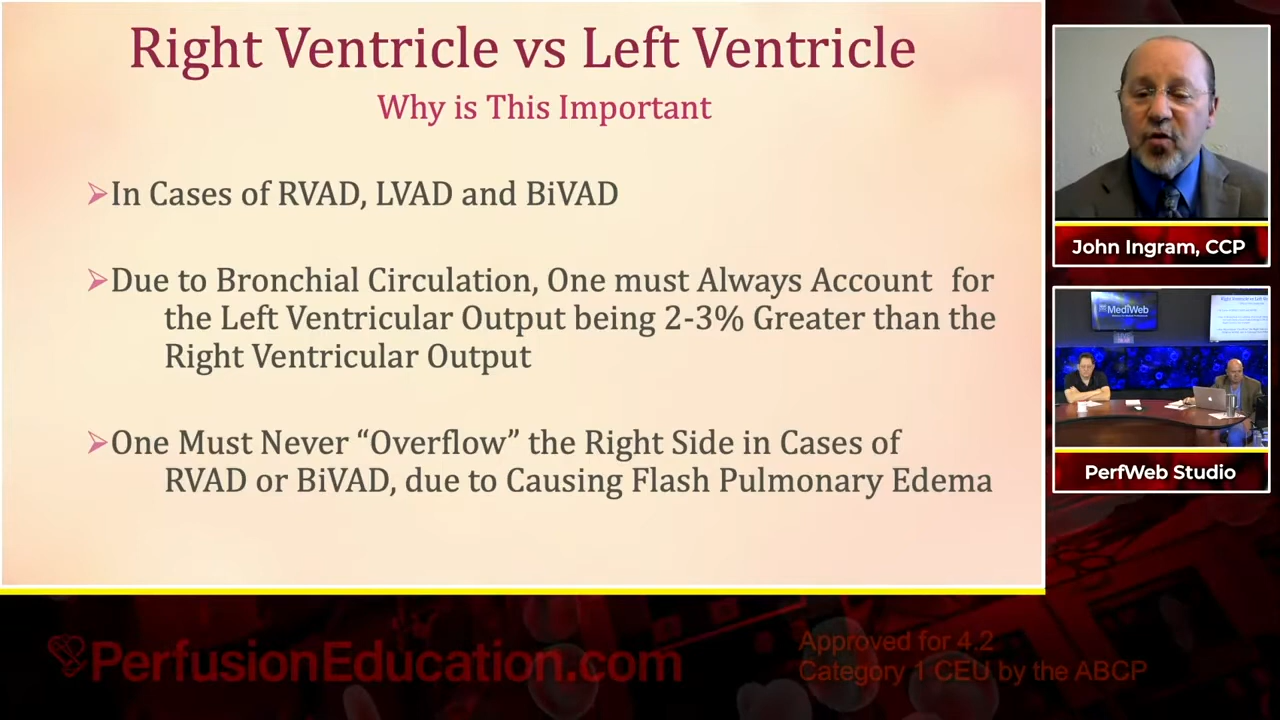 Right Ventricle vs Left Ventricle
Why is This Important
➢In Cases of RVAD, LVAD and BiVAD
➢Due to Bronchial Circulation, One must Always Account for
the Left Ventricular Output being 2-3% Greater than the
Right Ventricular Output
➢One Must Never “Overflow” the Right Side in Cases of
RVAD or BiVAD, due to Causing Flash Pulmonary Edema
John Ingram, CCP
MediWeb
PerfWeb Studio
PerfusionEducation.com
Approved for 4.2
Category 1 CEU by the ABCP